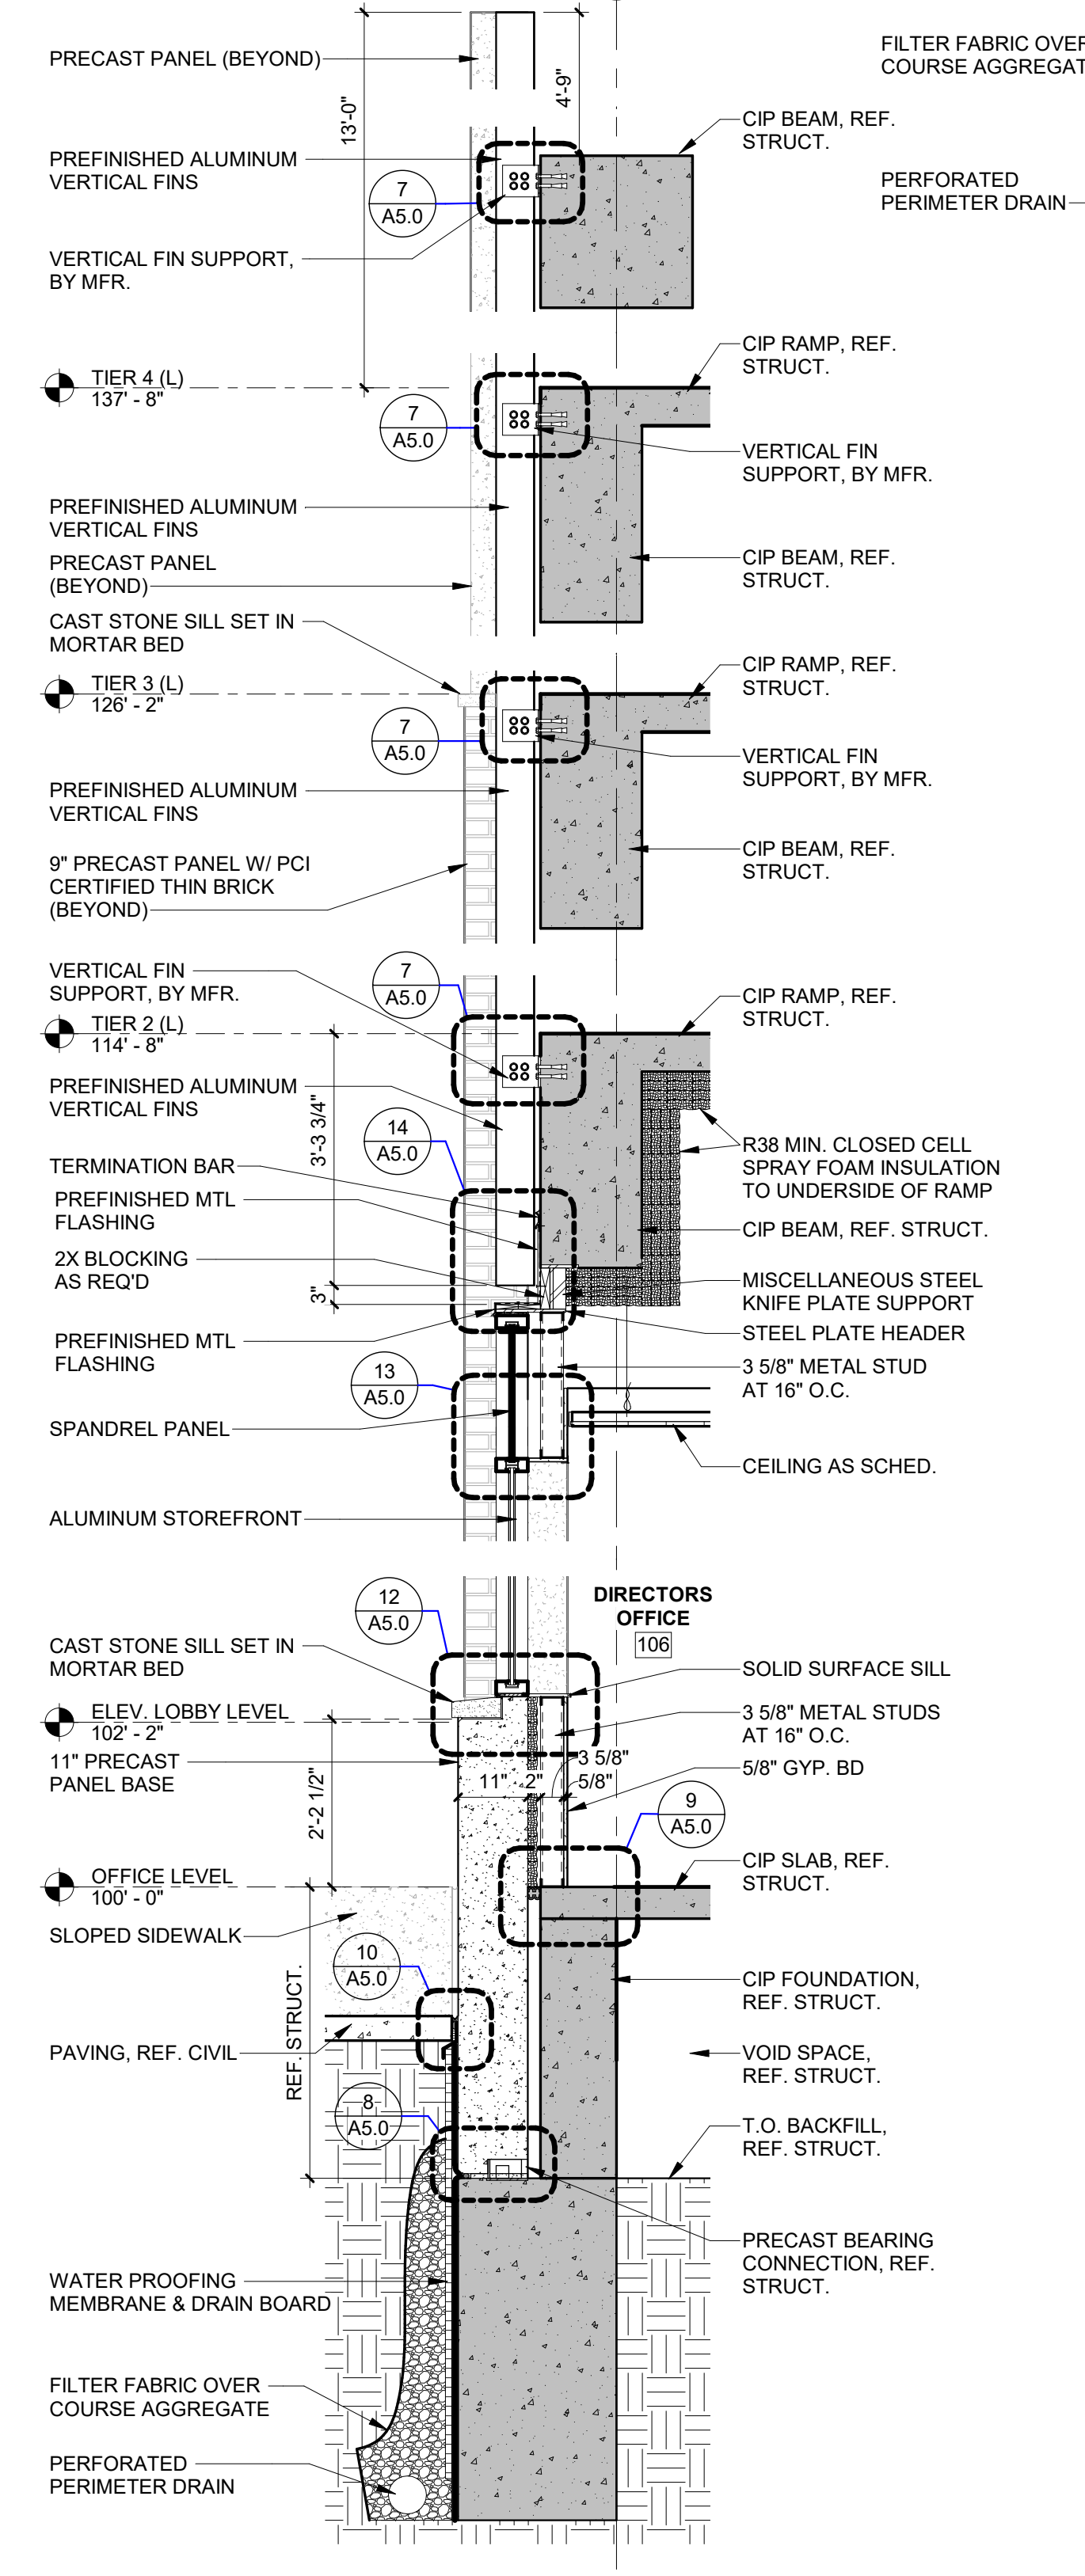 PRECAST PANEL (BEYOND)
13'-0"
4'-9"
FILTER FABRIC OVER
COURSE AGGREGAT
CIP BEAM, REF.
STRUCT.
PREFINISHED ALUMINUM
VERTICAL FINS
7
A5.0
PERFORATED
PERIMETER DRAIN
VERTICAL FIN SUPPORT,
BY MFR.
CIP RAMP, REF.
STRUCT.
TIER 4 (L)
137' - 8"
7
A5.0
VERTICAL FIN
SUPPORT, BY MFR.
PREFINISHED ALUMINUM
VERTICAL FINS
PRECAST PANEL
(BEYOND)
CIP BEAM, REF.
STRUCT.
CAST STONE SILL SET IN
MORTAR BED
CIP RAMP, REF.
STRUCT.
TIER 3 (L)
126' - 2"
7
A5.0
VERTICAL FIN
SUPPORT, BY MFR.
PREFINISHED ALUMINUM
VERTICAL FINS
CIP BEAM, REF.
STRUCT.
9" PRECAST PANEL W/ PCI
CERTIFIED THIN BRICK
(BEYOND)
VERTICAL FIN
SUPPORT, BY MFR.
7
A5.0
CIP RAMP, REF.
STRUCT.
TIER 2 (L)
114' - 8"
PREFINISHED ALUMINUM
VERTICAL FINS
3'-3 3/4"
14
A5.0
R38 MIN. CLOSED CELL
SPRAY FOAM INSULATION
TO UNDERSIDE OF RAMP
TERMINATION BAR
PREFINISHED MTL
FLASHING
CIP BEAM, REF. STRUCT.
2X BLOCKING
AS REQ'D
3"
MISCELLANEOUS STEEL
KNIFE PLATE SUPPORT
STEEL PLATE HEADER
PREFINISHED MTL
FLASHING
13
A5.0
3 5/8" METAL STUD
AT 16" O.C.
SPANDREL PANEL
CEILING AS SCHED.
ALUMINUM STOREFRONT
12
A5.0
DIRECTORS
OFFICE
106
CAST STONE SILL SET IN
MORTAR BED
SOLID SURFACE SILL
ELEV. LOBBY LEVEL
102' - 2"
3 5/8" METAL STUDS
AT 16" O.C.
11" PRECAST
PANEL BASE
2'-2 1/2"
11"
2"
3 5/8"
5/8"
5/8" GYP. BD
9
A5.0
OFFICE LEVEL
100' - 0"
CIP SLAB, REF.
STRUCT.
SLOPED SIDEWALK
10
A5.0
REF. STRUCT.
CIP FOUNDATION,
REF. STRUCT.
PAVING, REF. CIVIL
VOID SPACE,
REF. STRUCT.
8
A5.0
T.O. BACKFILL,
REF. STRUCT.
PRECAST BEARING
CONNECTION, REF.
STRUCT.
WATER PROOFING
MEMBRANE & DRAIN BOARD
FILTER FABRIC OVER
COURSE AGGREGATE
PERFORATED
PERIMETER DRAIN